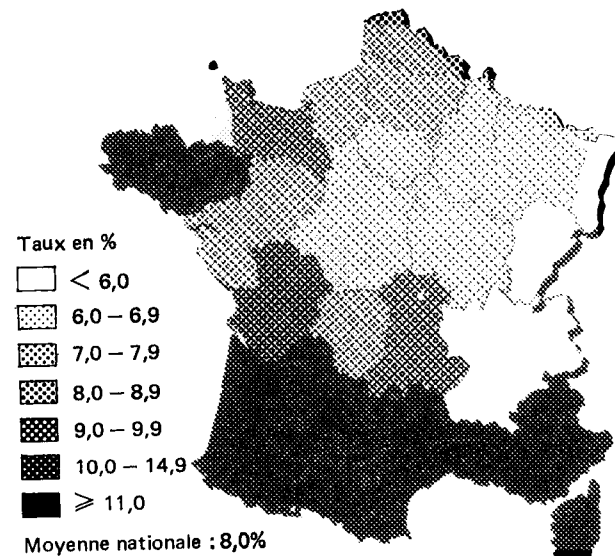 Taux en %
< 6,0
6,0 — 6,9
7,0 — 7,9
8,0 — 8,9
9,0 — 9,9
10,0 — 14,9
⩾ 11,0
Moyenne nationale : 8,0%